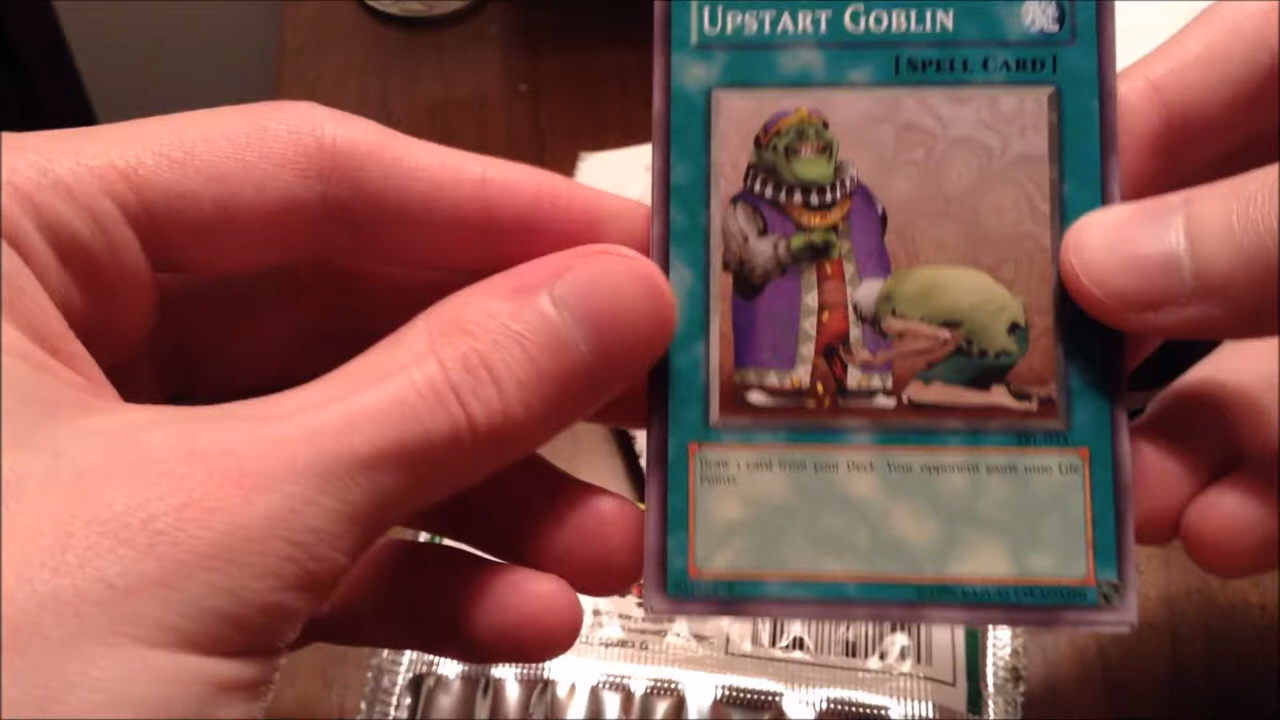 UPSTART GOBLIN
[SPELL CARD]
Draw 1 card from your Deck. Your opponent gains 1000 Life
Points.